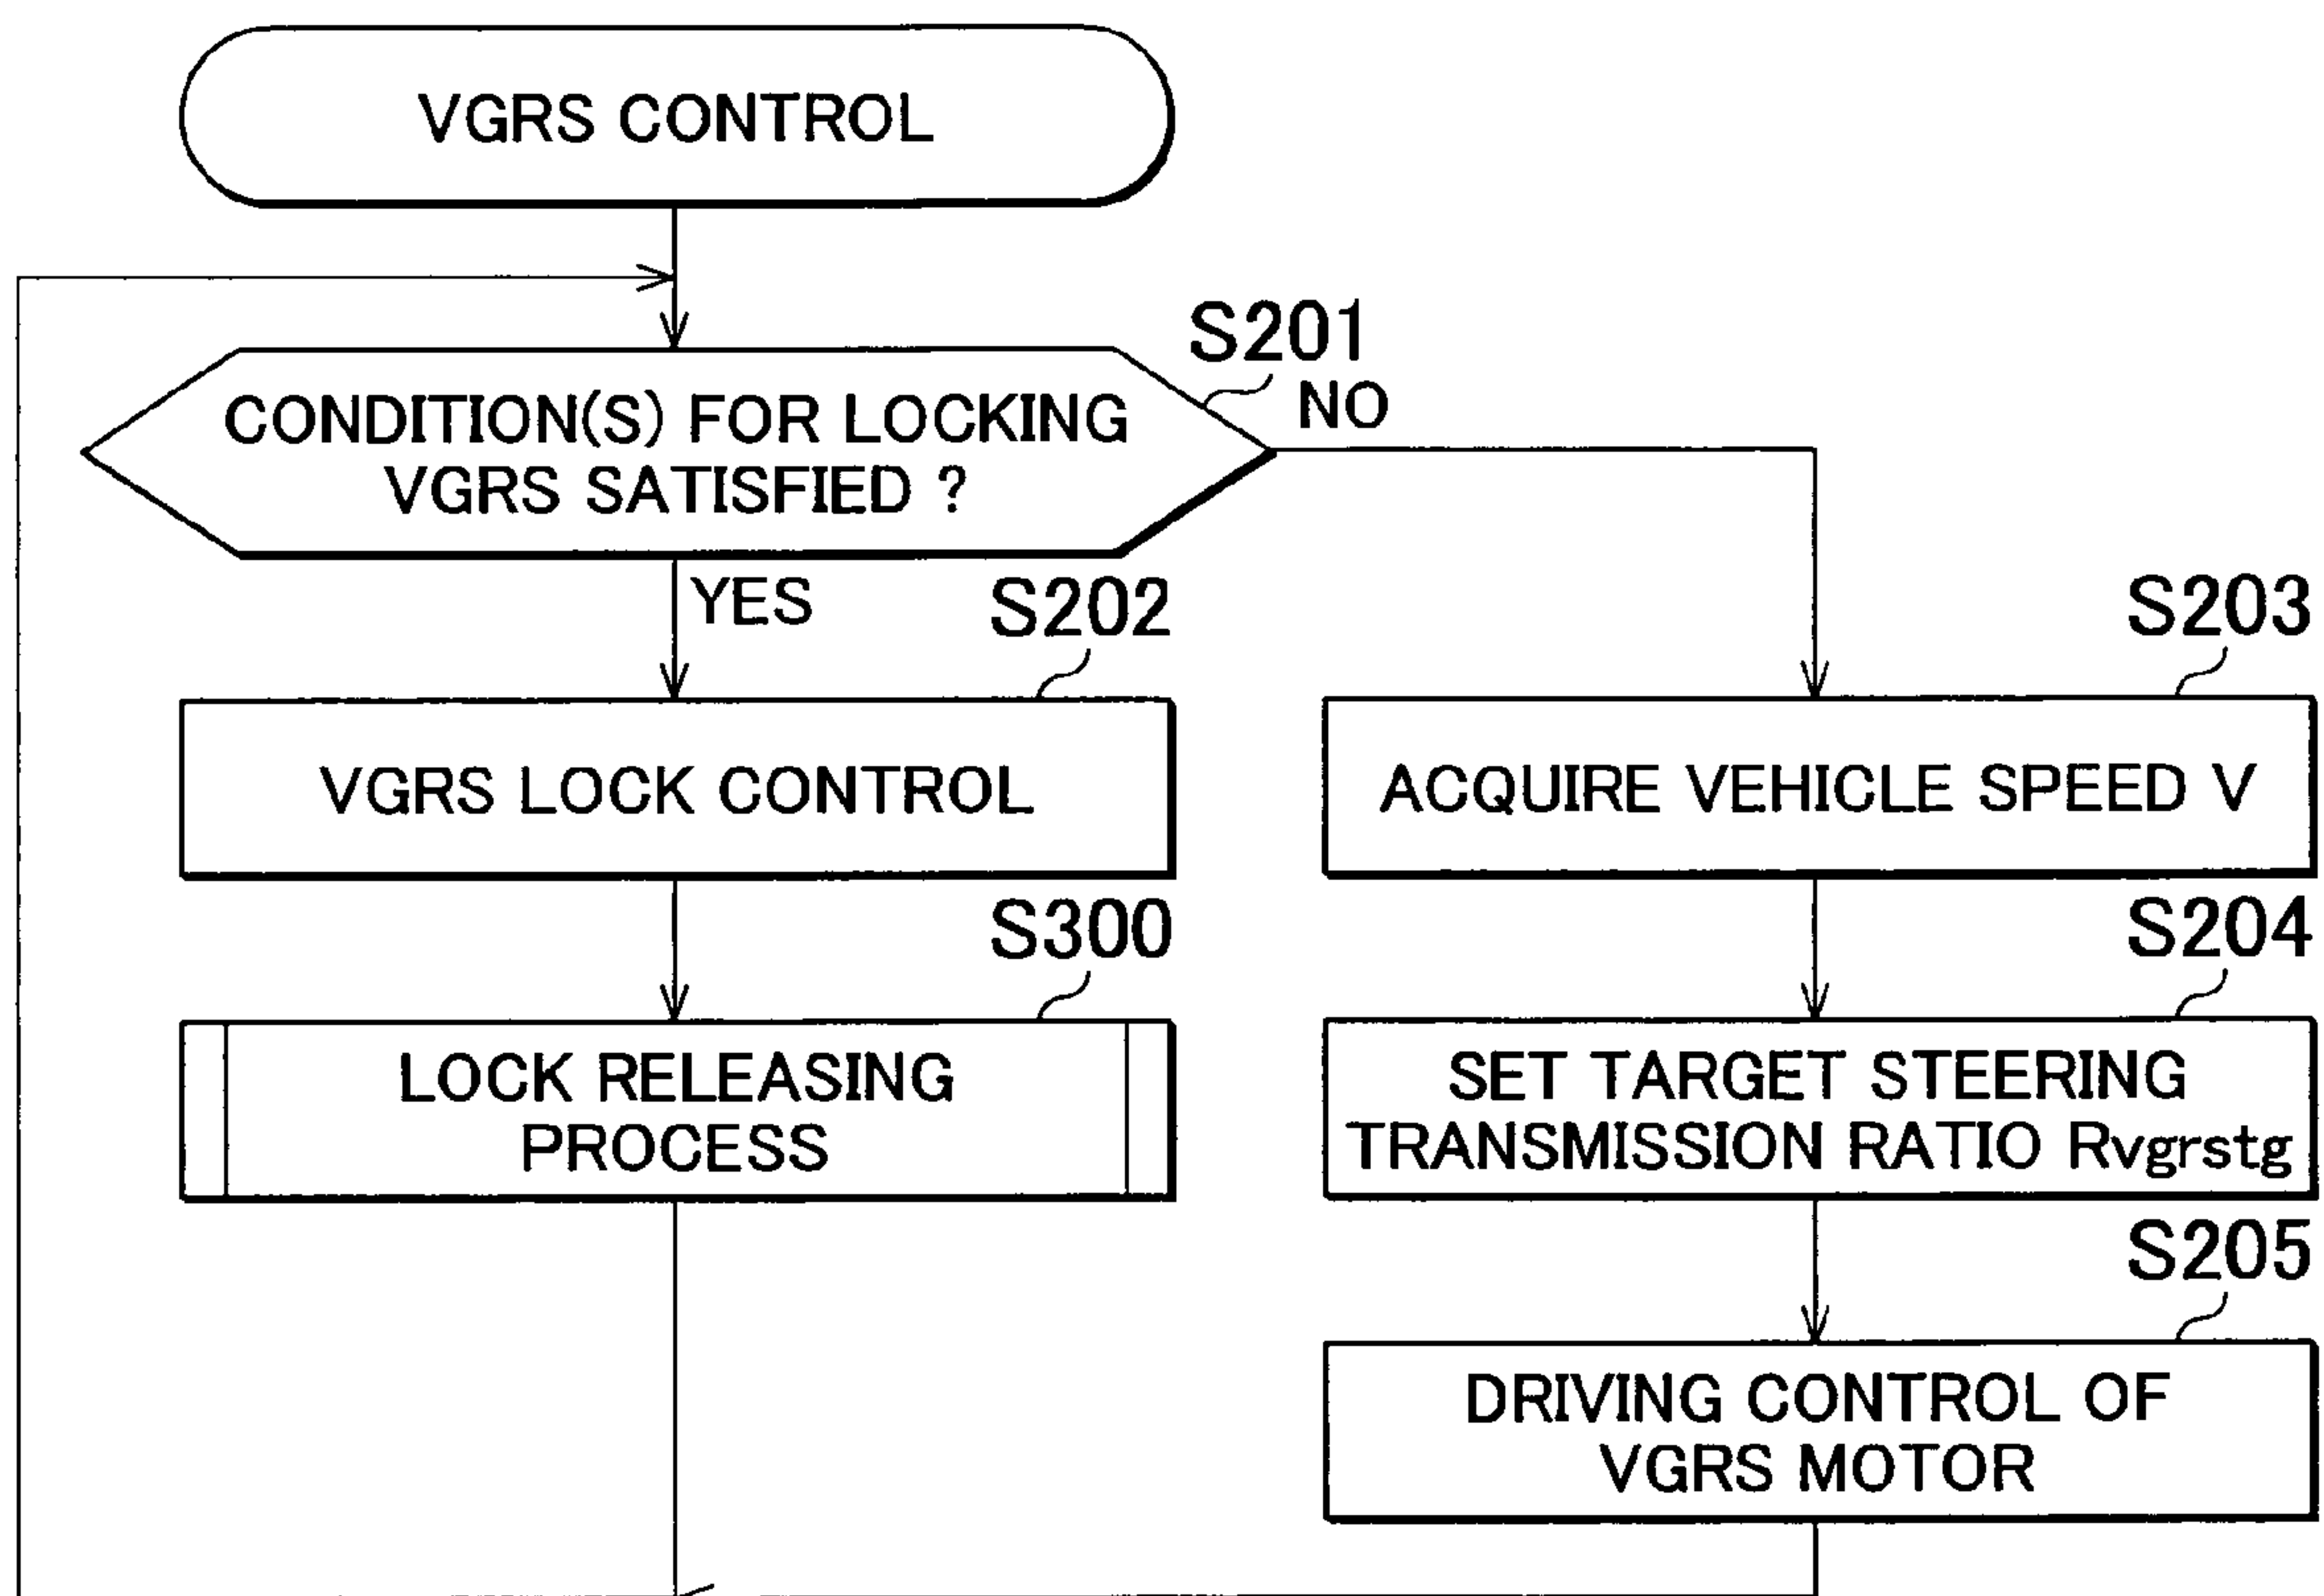 VGRS CONTROL
S201
CONDITION(S) FOR LOCKING
VGRS SATISFIED ?
NO
YES
S202
VGRS LOCK CONTROL
S300
LOCK RELEASING
PROCESS
S203
ACQUIRE VEHICLE SPEED V
S204
SET TARGET STEERING
TRANSMISSION RATIO Rvgrstg
S205
DRIVING CONTROL OF
VGRS MOTOR